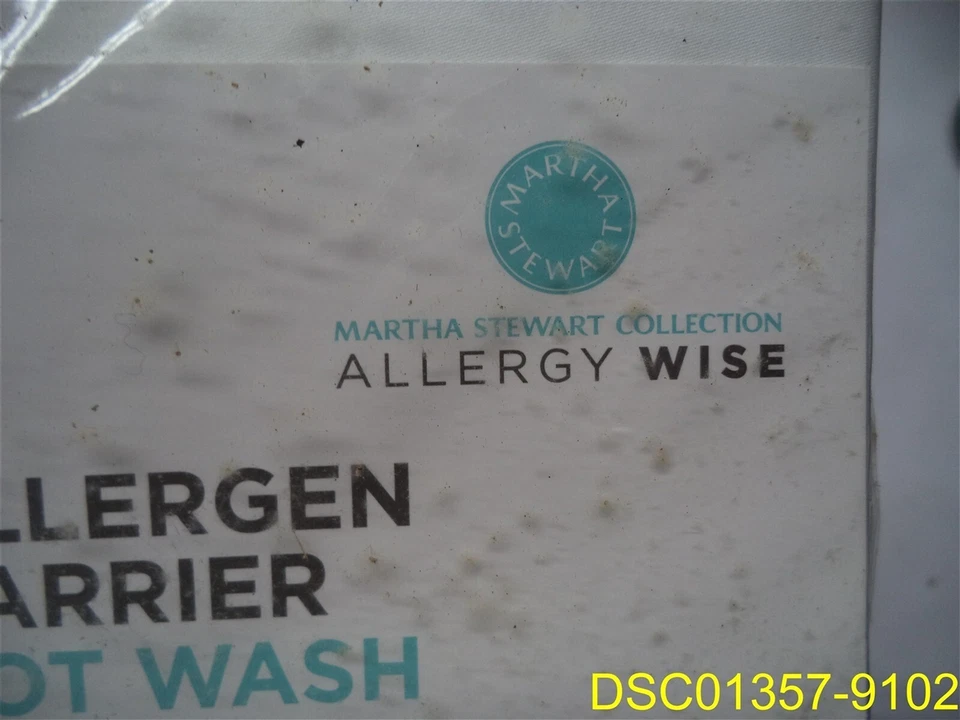 MARTHA
STEWART
MARTHA STEWART COLLECTION
ALLERGY WISE
LLERGEN
ARRIER
OT WASH
DSC01357-9102